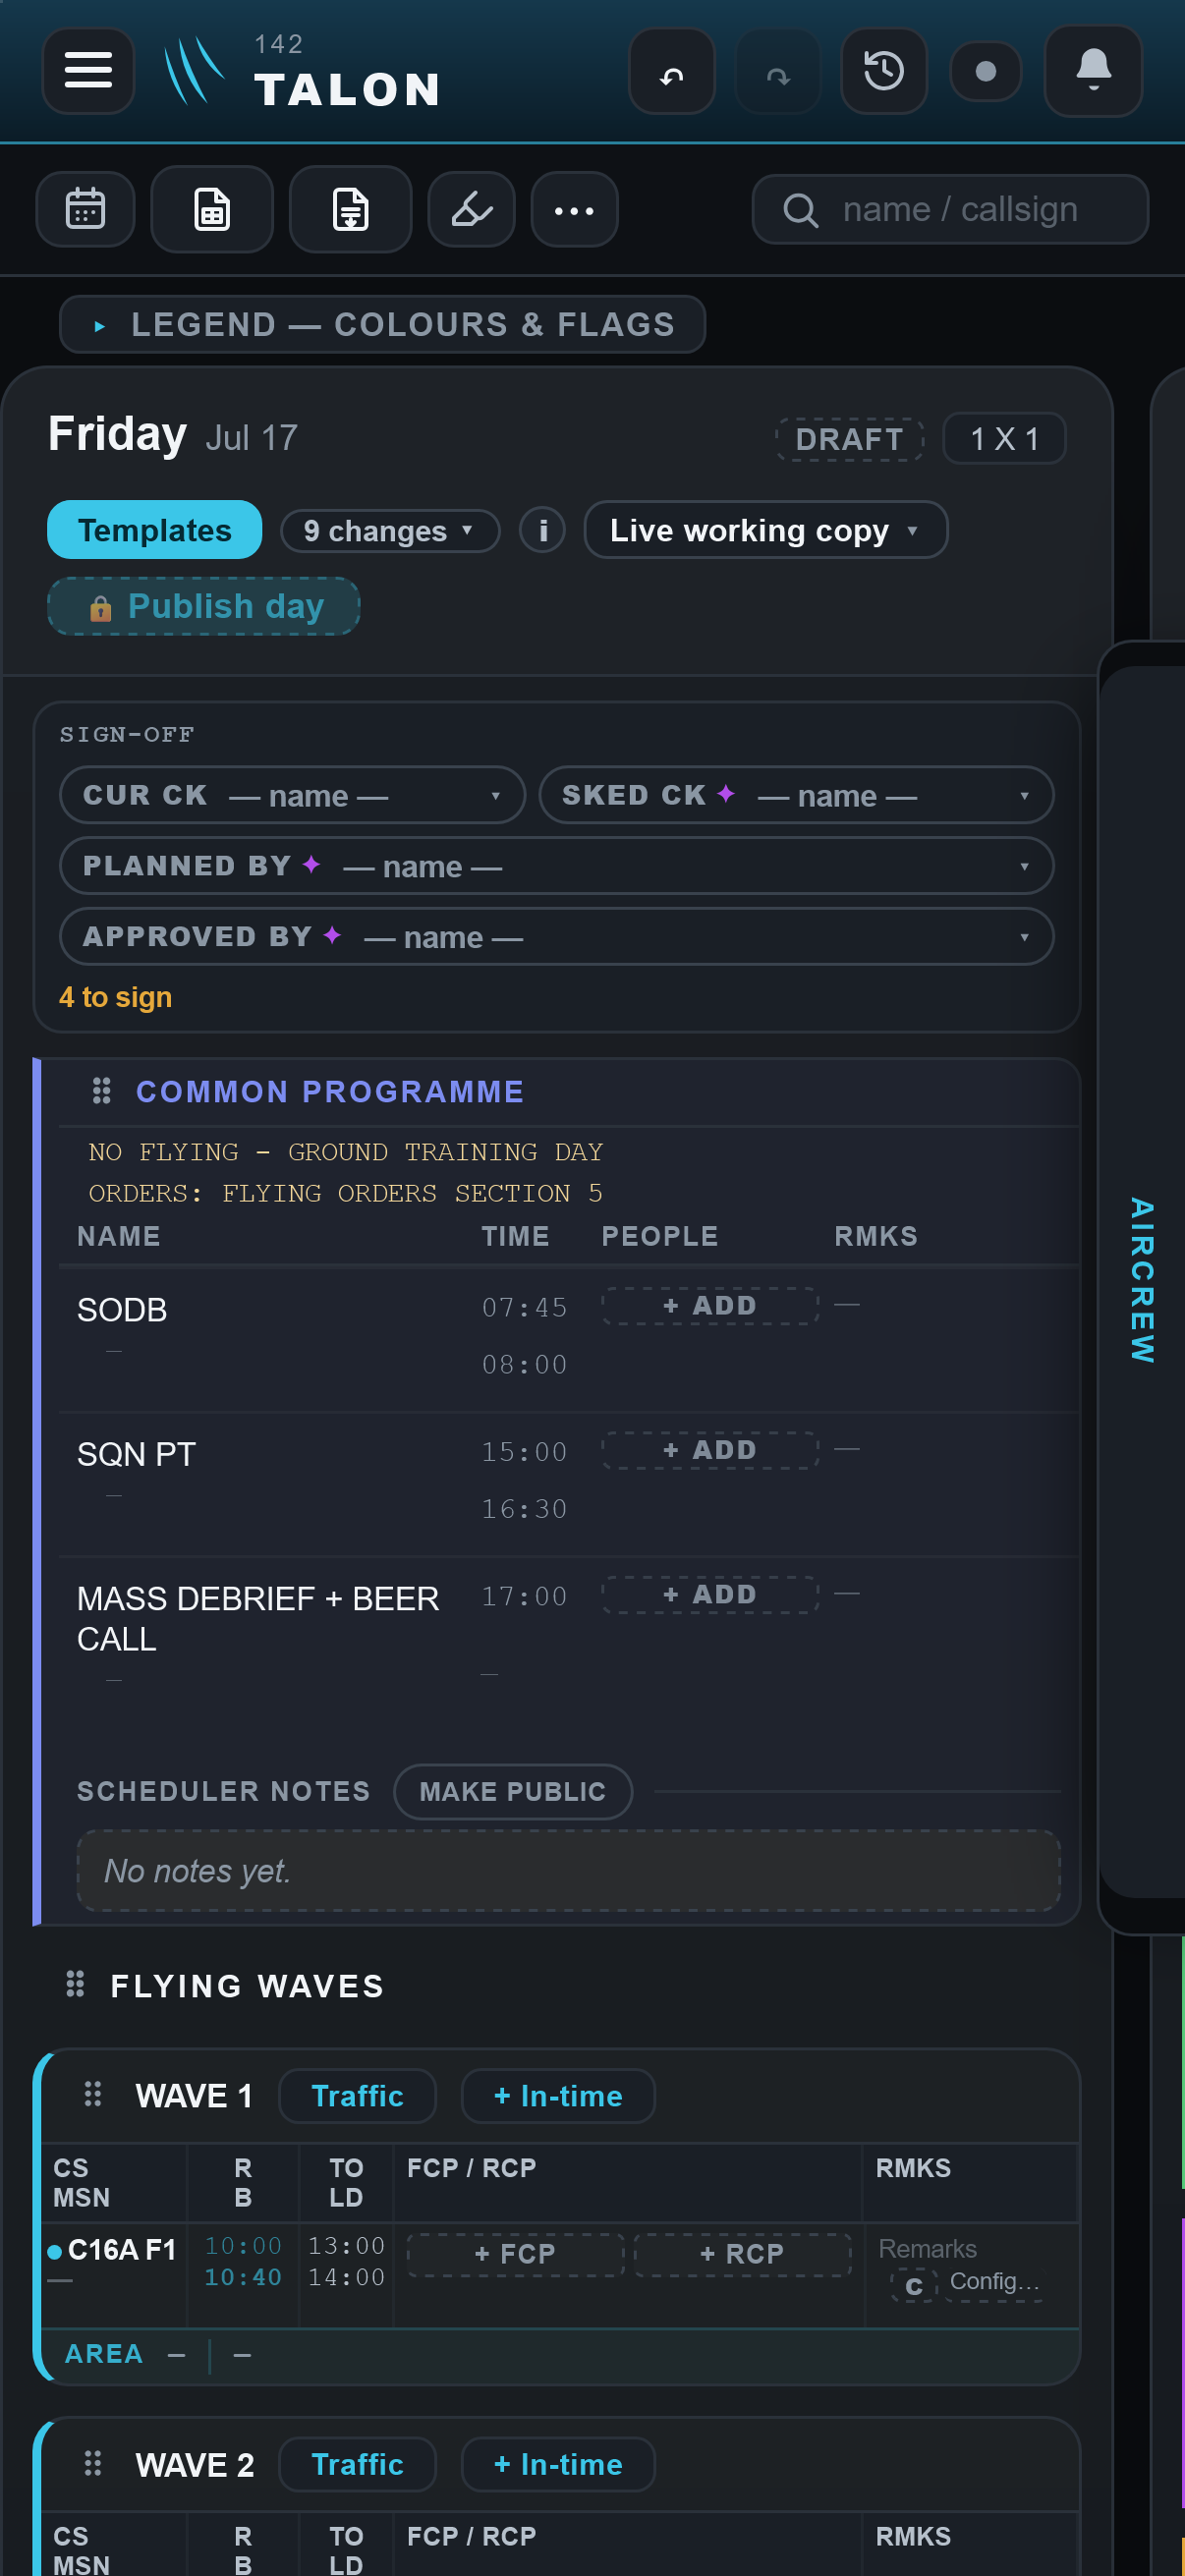 142
TALON
name / callsign
▸ LEGEND — COLOURS & FLAGS
Friday Jul 17 DRAFT 1 X 1
Templates 9 changes ▾ i Live working copy ▾
🔒 Publish day
SIGN-OFF
CUR CK — name — ▾ SKED CK ✦ — name — ▾
PLANNED BY ✦ — name — ▾
APPROVED BY ✦ — name — ▾
4 to sign
COMMON PROGRAMME
NO FLYING - GROUND TRAINING DAY
ORDERS: FLYING ORDERS SECTION 5
NAME TIME PEOPLE RMKS
SODB 07:45 + ADD —
— 08:00
SQN PT 15:00 + ADD —
— 16:30
MASS DEBRIEF + BEER 17:00 + ADD —
CALL
— —
SCHEDULER NOTES MAKE PUBLIC
No notes yet.
AIRCREW
FLYING WAVES
WAVE 1 Traffic + In-time
CS R TO FCP / RCP RMKS
MSN B LD
C16A F1 10:00 13:00 + FCP + RCP Remarks
— 10:40 14:00 C Config…
AREA — | —
WAVE 2 Traffic + In-time
CS R TO FCP / RCP RMKS
MSN B LD